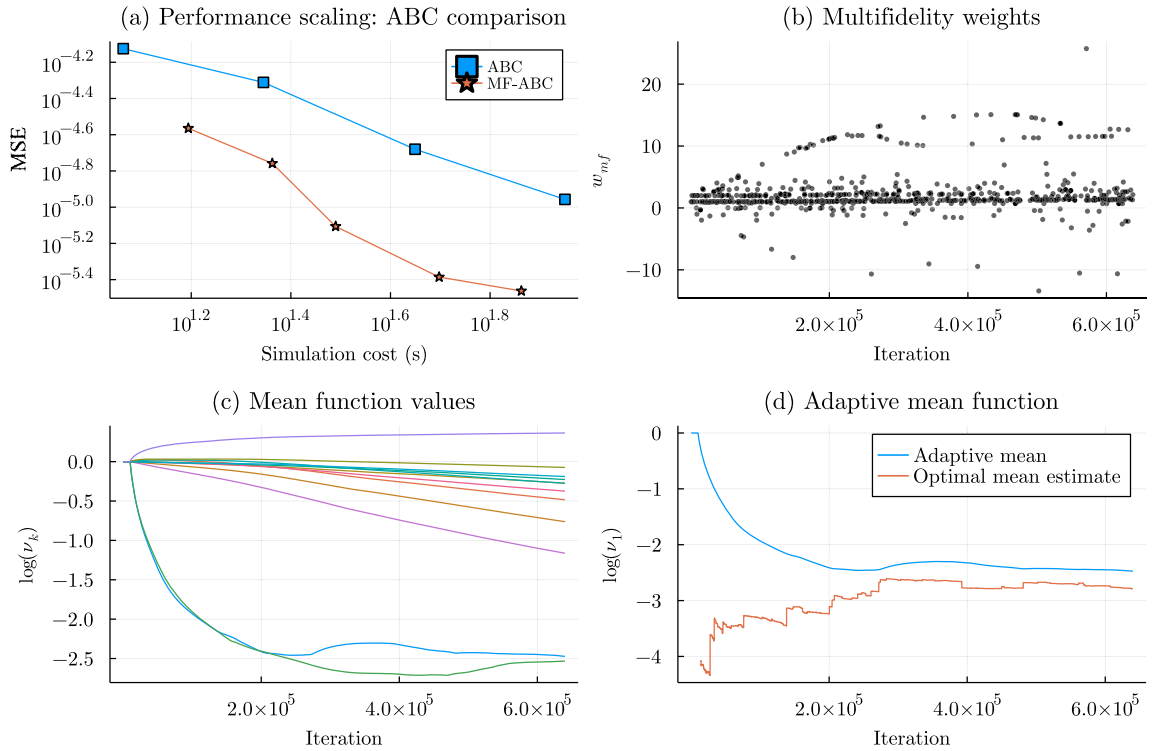 (a) Performance scaling: ABC comparison
MSE
10^−4.2
10^−4.4
10^−4.6
10^−4.8
10^−5.0
10^−5.2
10^−5.4
ABC
MF-ABC
10^1.2
10^1.4
10^1.6
10^1.8
Simulation cost (s)
(b) Multifidelity weights
w_mf
20
10
0
−10
2.0×10^5
4.0×10^5
6.0×10^5
Iteration
(c) Mean function values
log(ν_k)
0.0
−0.5
−1.0
−1.5
−2.0
−2.5
2.0×10^5
4.0×10^5
6.0×10^5
Iteration
(d) Adaptive mean function
log(ν_1)
0
−1
−2
−3
−4
Adaptive mean
Optimal mean estimate
2.0×10^5
4.0×10^5
6.0×10^5
Iteration